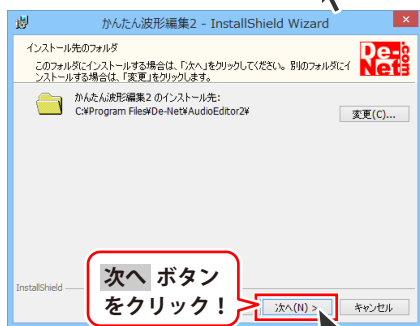 かんたん波形編集2 - InstallShield Wizard
インストール先のフォルダ
このフォルダにインストールする場合は、「次へ」をクリックしてください。別のフォルダにイ
ンストールする場合は、「変更」をクリックします。
De-Net.com
かんたん波形編集2 のインストール先:
C:¥Program Files¥De-Net¥AudioEditor2¥
変更(C)...
次へ ボタン
をクリック!
InstallShield
次へ(N) >
キャンセル